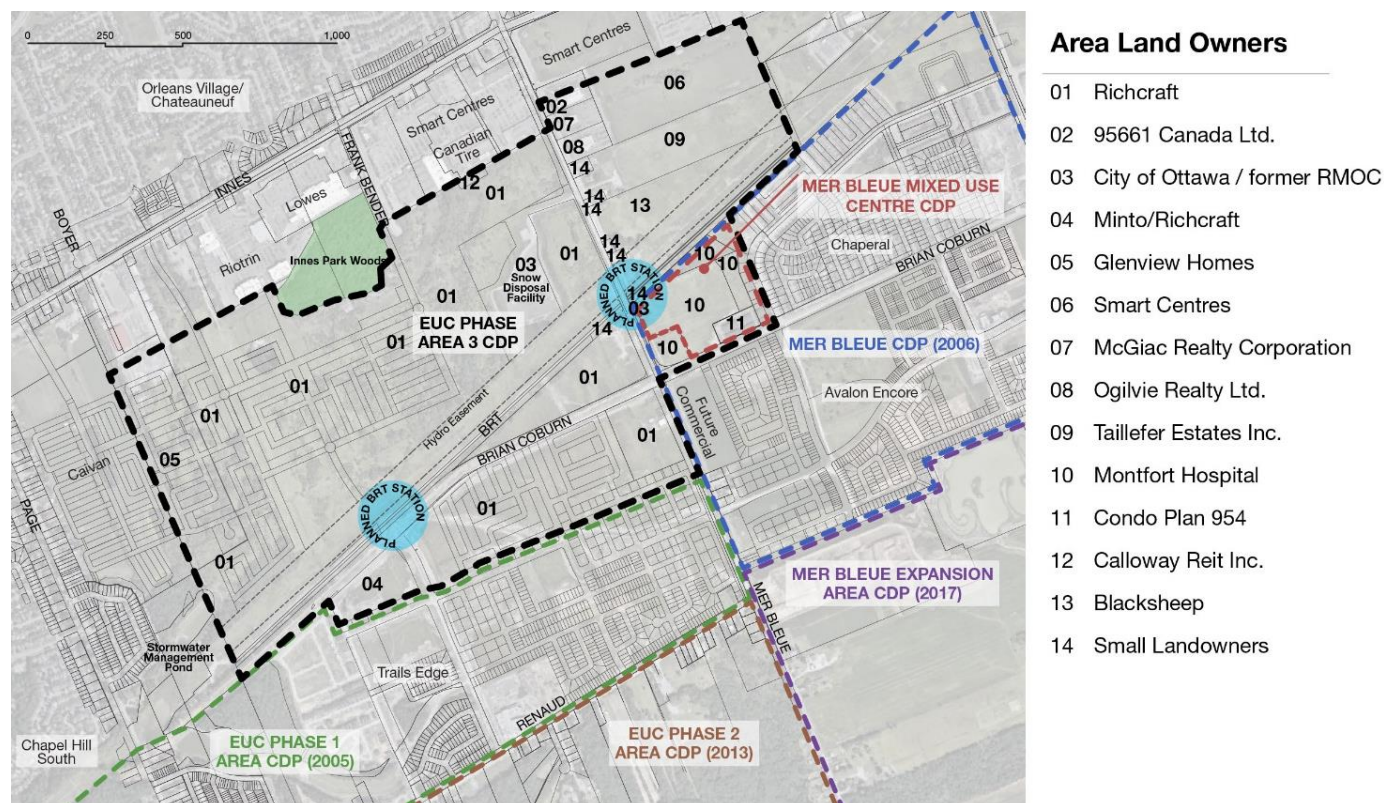 0
250
500
1,000
Smart Centres
06
Orleans Village/
Chateauneuf
Smart Centres
02
07
Canadian
Tire
08
09
FRANK BENDER
14
12
01
INNES
Lowes
14
14
13
MER BLEUE MIXED USE
CENTRE CDP
BOYER
Riotrin
Innes Park Woods
14
14
01
03
Snow
Disposal
Facility
10
10
Chaperal
BRIAN COBURN
PLANNED BRT STATION
14
03
01
10
EUC PHASE
AREA 3 CDP
14
11
01
10
MER BLEUE CDP (2006)
01
01
01
Hydro Easement
BRT
Future
Commercial
Avalon Encore
BRIAN COBURN
01
05
Caivan
PAGE
PLANNED BRT STATION
01
01
04
MER BLEUE EXPANSION
AREA CDP (2017)
MER BLEUE
Stormwater
Management
Pond
Trails Edge
RENAUD
EUC PHASE 2
AREA CDP (2013)
EUC PHASE 1
AREA CDP (2005)
Chapel Hill
South
Area Land Owners
01 Richcraft
02 95661 Canada Ltd.
03 City of Ottawa / former RMOC
04 Minto/Richcraft
05 Glenview Homes
06 Smart Centres
07 McGiac Realty Corporation
08 Ogilvie Realty Ltd.
09 Taillefer Estates Inc.
10 Montfort Hospital
11 Condo Plan 954
12 Calloway Reit Inc.
13 Blacksheep
14 Small Landowners